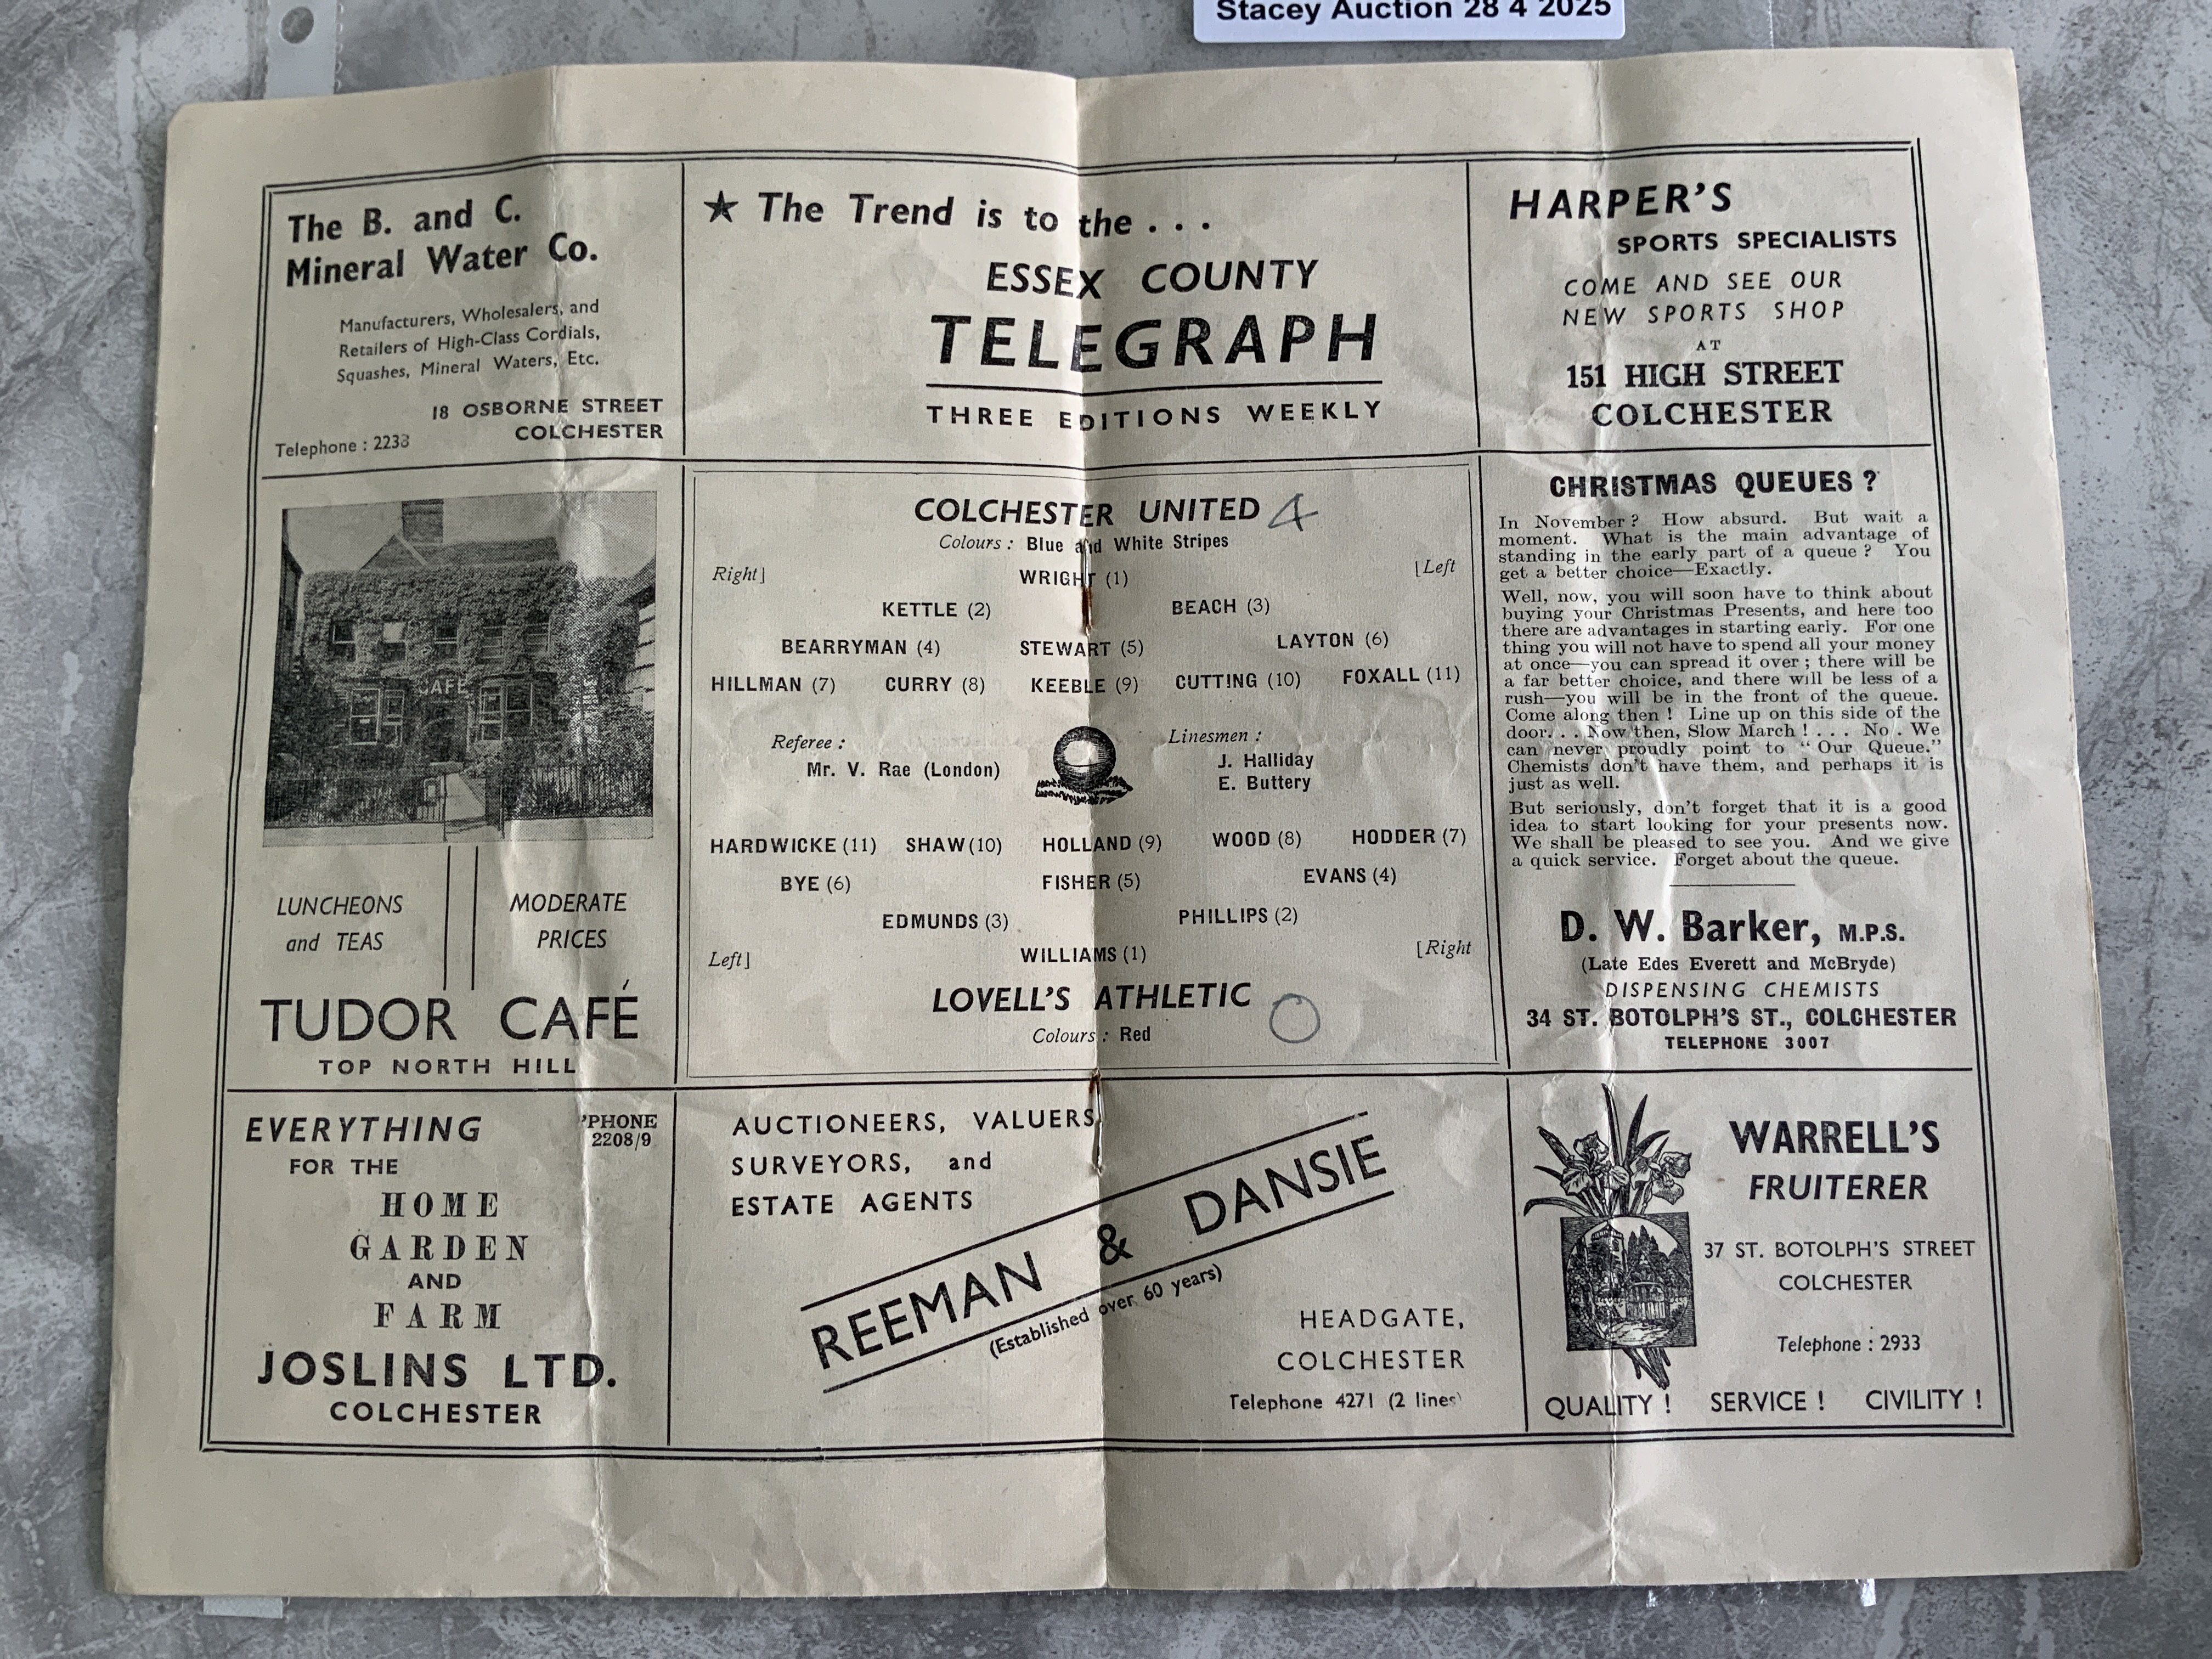 Stacey Auction 28 4 2025
The B. and C.
Mineral Water Co.
Manufacturers, Wholesalers, and
Retailers of High-Class Cordials,
Squashes, Mineral Waters, Etc.
18 OSBORNE STREET
COLCHESTER
Telephone : 2233
★ The Trend is to the . . .
ESSEX COUNTY
TELEGRAPH
THREE EDITIONS WEEKLY
HARPER'S
SPORTS SPECIALISTS
COME AND SEE OUR
NEW SPORTS SHOP
AT
151 HIGH STREET
COLCHESTER
CAFE
LUNCHEONS
and TEAS
MODERATE
PRICES
TUDOR CAFÉ
TOP NORTH HILL
COLCHESTER UNITED 4
Colours : Blue and White Stripes
Right] [Left
WRIGHT (1)
KETTLE (2) BEACH (3)
BEARRYMAN (4) STEWART (5) LAYTON (6)
HILLMAN (7) CURRY (8) KEEBLE (9) CUTTING (10) FOXALL (11)
Referee :
Mr. V. Rae (London)
Linesmen :
J. Halliday
E. Buttery
HARDWICKE (11) SHAW (10) HOLLAND (9) WOOD (8) HODDER (7)
BYE (6) FISHER (5) EVANS (4)
EDMUNDS (3) PHILLIPS (2)
WILLIAMS (1)
Left] [Right
LOVELL'S ATHLETIC 0
Colours : Red
CHRISTMAS QUEUES ?
In November ? How absurd. But wait a
moment. What is the main advantage of
standing in the early part of a queue ? You
get a better choice—Exactly.
Well, now, you will soon have to think about
buying your Christmas Presents, and here too
there are advantages in starting early. For one
thing you will not have to spend all your money
at once—you can spread it over ; there will be
a far better choice, and there will be less of a
rush—you will be in the front of the queue.
Come along then ! Line up on this side of the
door. . . Now then, Slow March ! . . . No . We
can never proudly point to “ Our Queue.”
Chemists don't have them, and perhaps it is
just as well.
But seriously, don't forget that it is a good
idea to start looking for your presents now.
We shall be pleased to see you. And we give
a quick service. Forget about the queue.
D. W. Barker, M.P.S.
(Late Edes Everett and McBryde)
DISPENSING CHEMISTS
34 ST. BOTOLPH'S ST., COLCHESTER
TELEPHONE 3007
EVERYTHING
'PHONE
2208/9
FOR THE
HOME
GARDEN
AND
FARM
JOSLINS LTD.
COLCHESTER
AUCTIONEERS, VALUERS
SURVEYORS, and
ESTATE AGENTS
REEMAN & DANSIE
(Established over 60 years)
HEADGATE,
COLCHESTER
Telephone 4271 (2 lines)
WARRELL'S
FRUITERER
37 ST. BOTOLPH'S STREET
COLCHESTER
Telephone : 2933
QUALITY ! SERVICE ! CIVILITY !